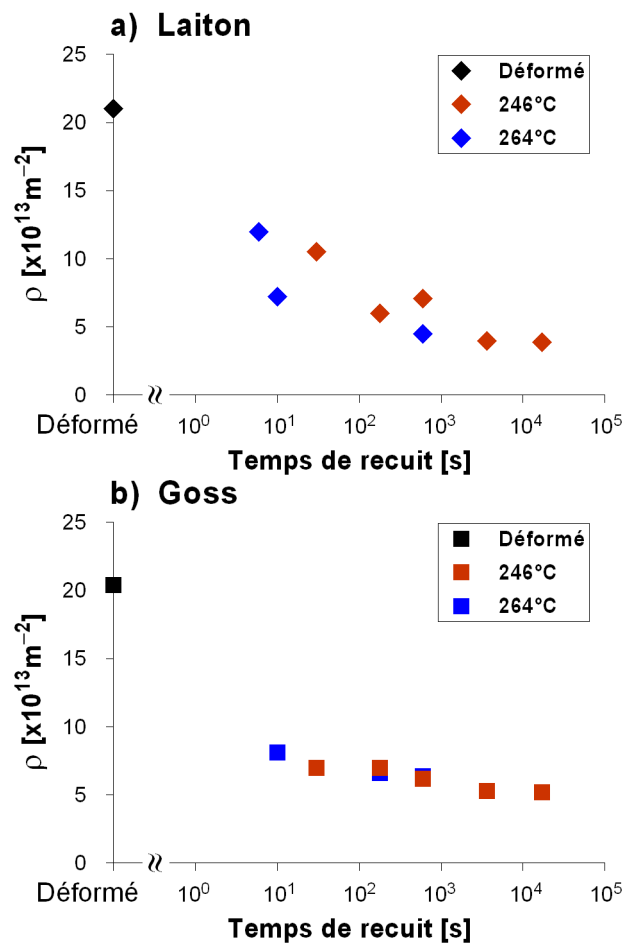 a) Laiton
25
20
15
10
5
0
ρ [x10¹³m⁻²]
Déformé
246°C
264°C
Déformé 10⁰ 10¹ 10² 10³ 10⁴ 10⁵
Temps de recuit [s]
b) Goss
25
20
15
10
5
0
ρ [x10¹³m⁻²]
Déformé
246°C
264°C
Déformé 10⁰ 10¹ 10² 10³ 10⁴ 10⁵
Temps de recuit [s]